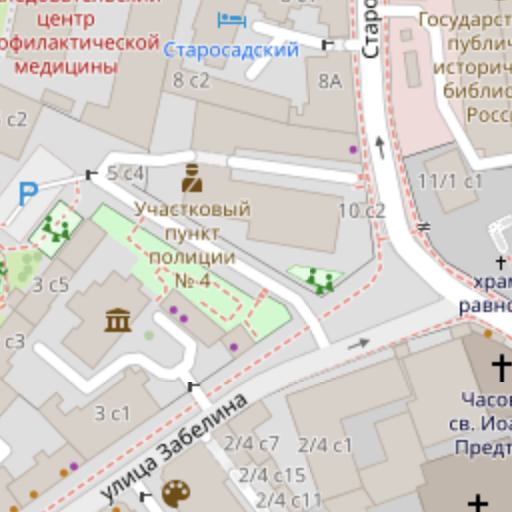 центр
офилактической
медицины
Старосадский
8 с2
8А
Старо
Государст
публич
историч
библио
Росс
с2
5 с4
11/1 с1
10 с2
P
Участковый
пункт
полиции
№ 4
3 с5
с3
3 с1
храм
равно
улица Забелина
2/4 с7
2/4 с1
2/4 с15
2/4 с11
Часов
св. Иоа
Предт